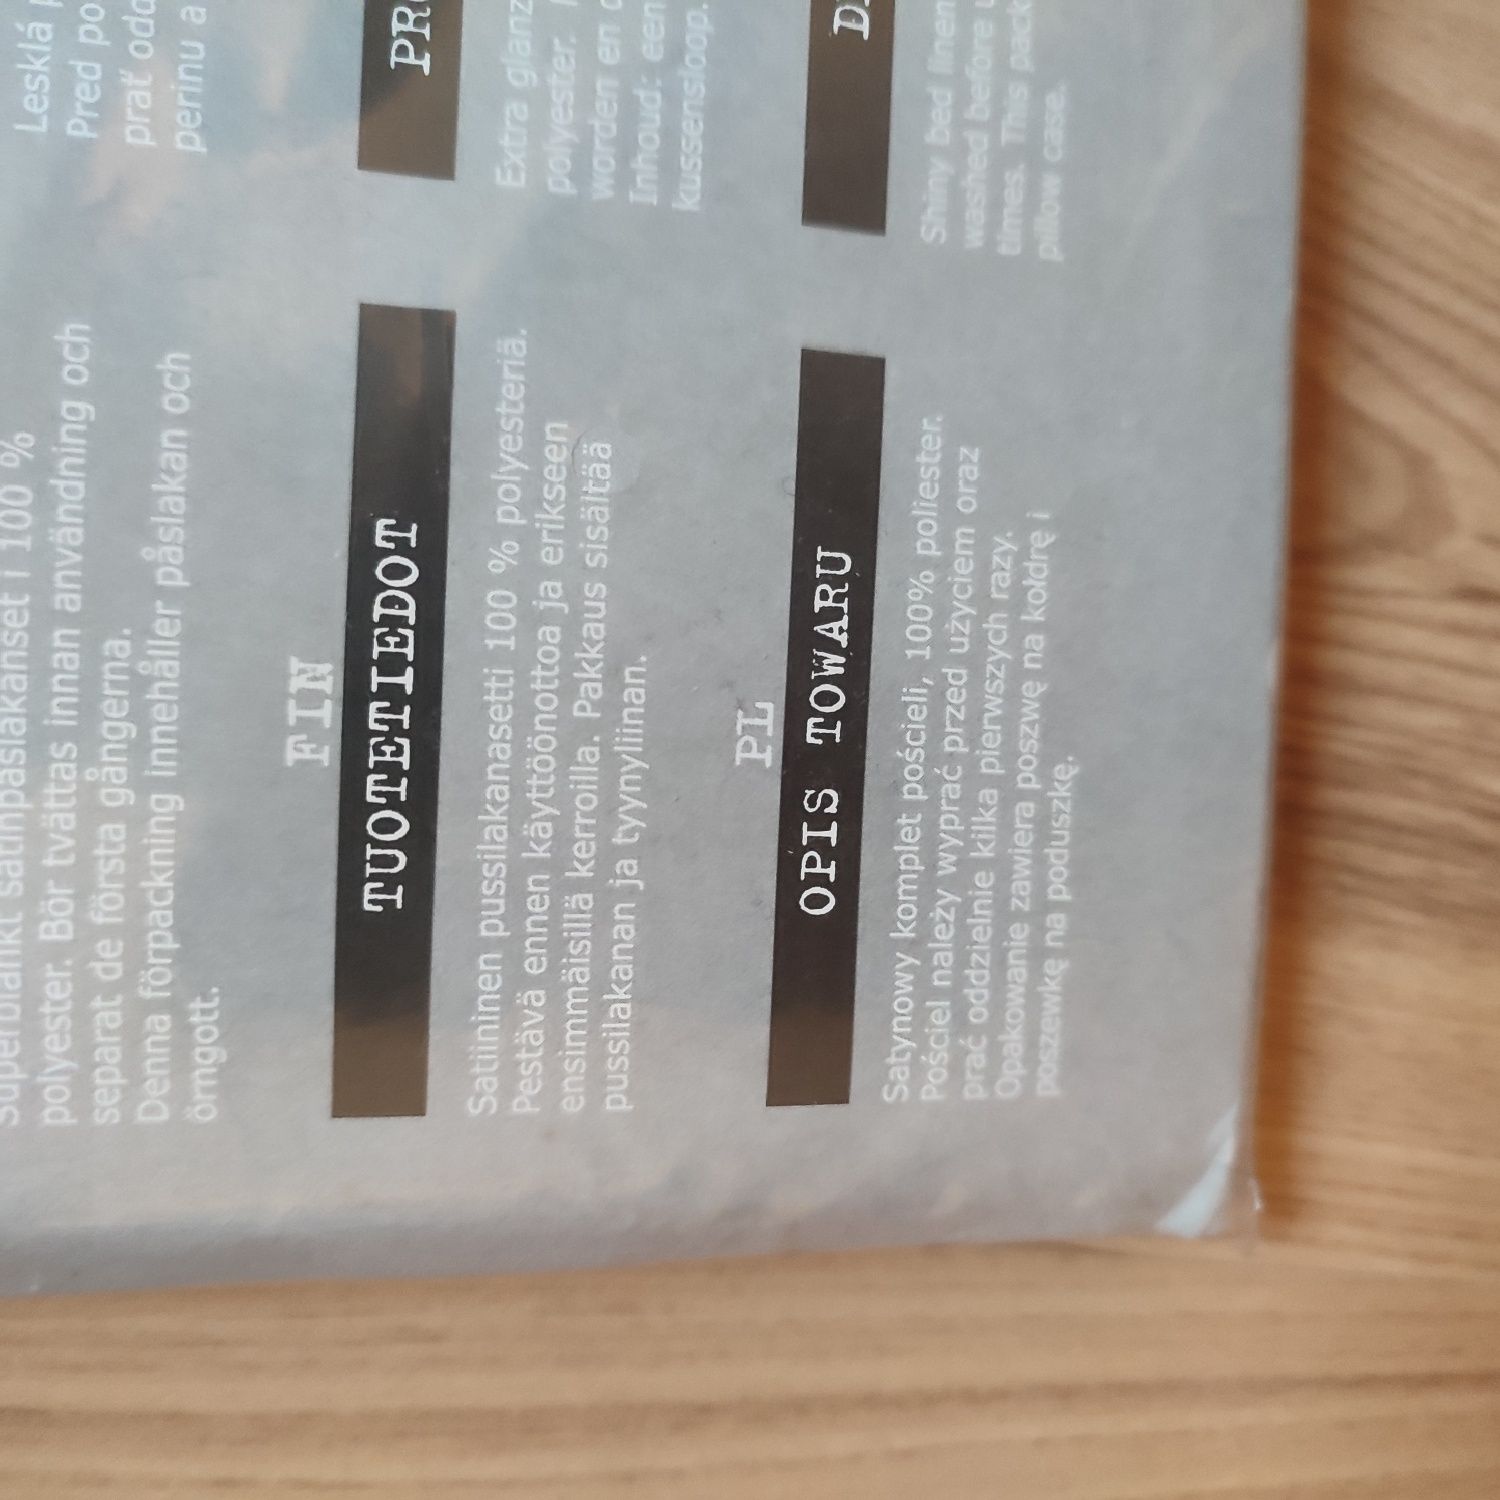 superblankt satinpåslakanset i 100 %
polyester. Bör tvättas innan användning och
separat de första gångerna.
Denna förpackning innehåller påslakan och
örngott.
FIN
TUOTETIEDOT
Satiininen pussilakanasetti 100 % polyesteriä.
Pestävä ennen käyttöönottoa ja erikseen
ensimmäisillä kerroilla. Pakkaus sisältää
pussilakanan ja tyynyliinan.
PL
OPIS TOWARU
Satynowy komplet pościeli, 100% poliester.
Pościel należy wyprać przed użyciem oraz
prać oddzielnie kilka pierwszych razy.
Opakowanie zawiera poszwę na kołdrę i
poszewkę na poduszkę.
Lesklá
Pred
prať
perinu a
Extra
polyester.
worden en
Inhoud: een
kussensloop.
Shiny bed linen
washed before
times. This
pillow case.